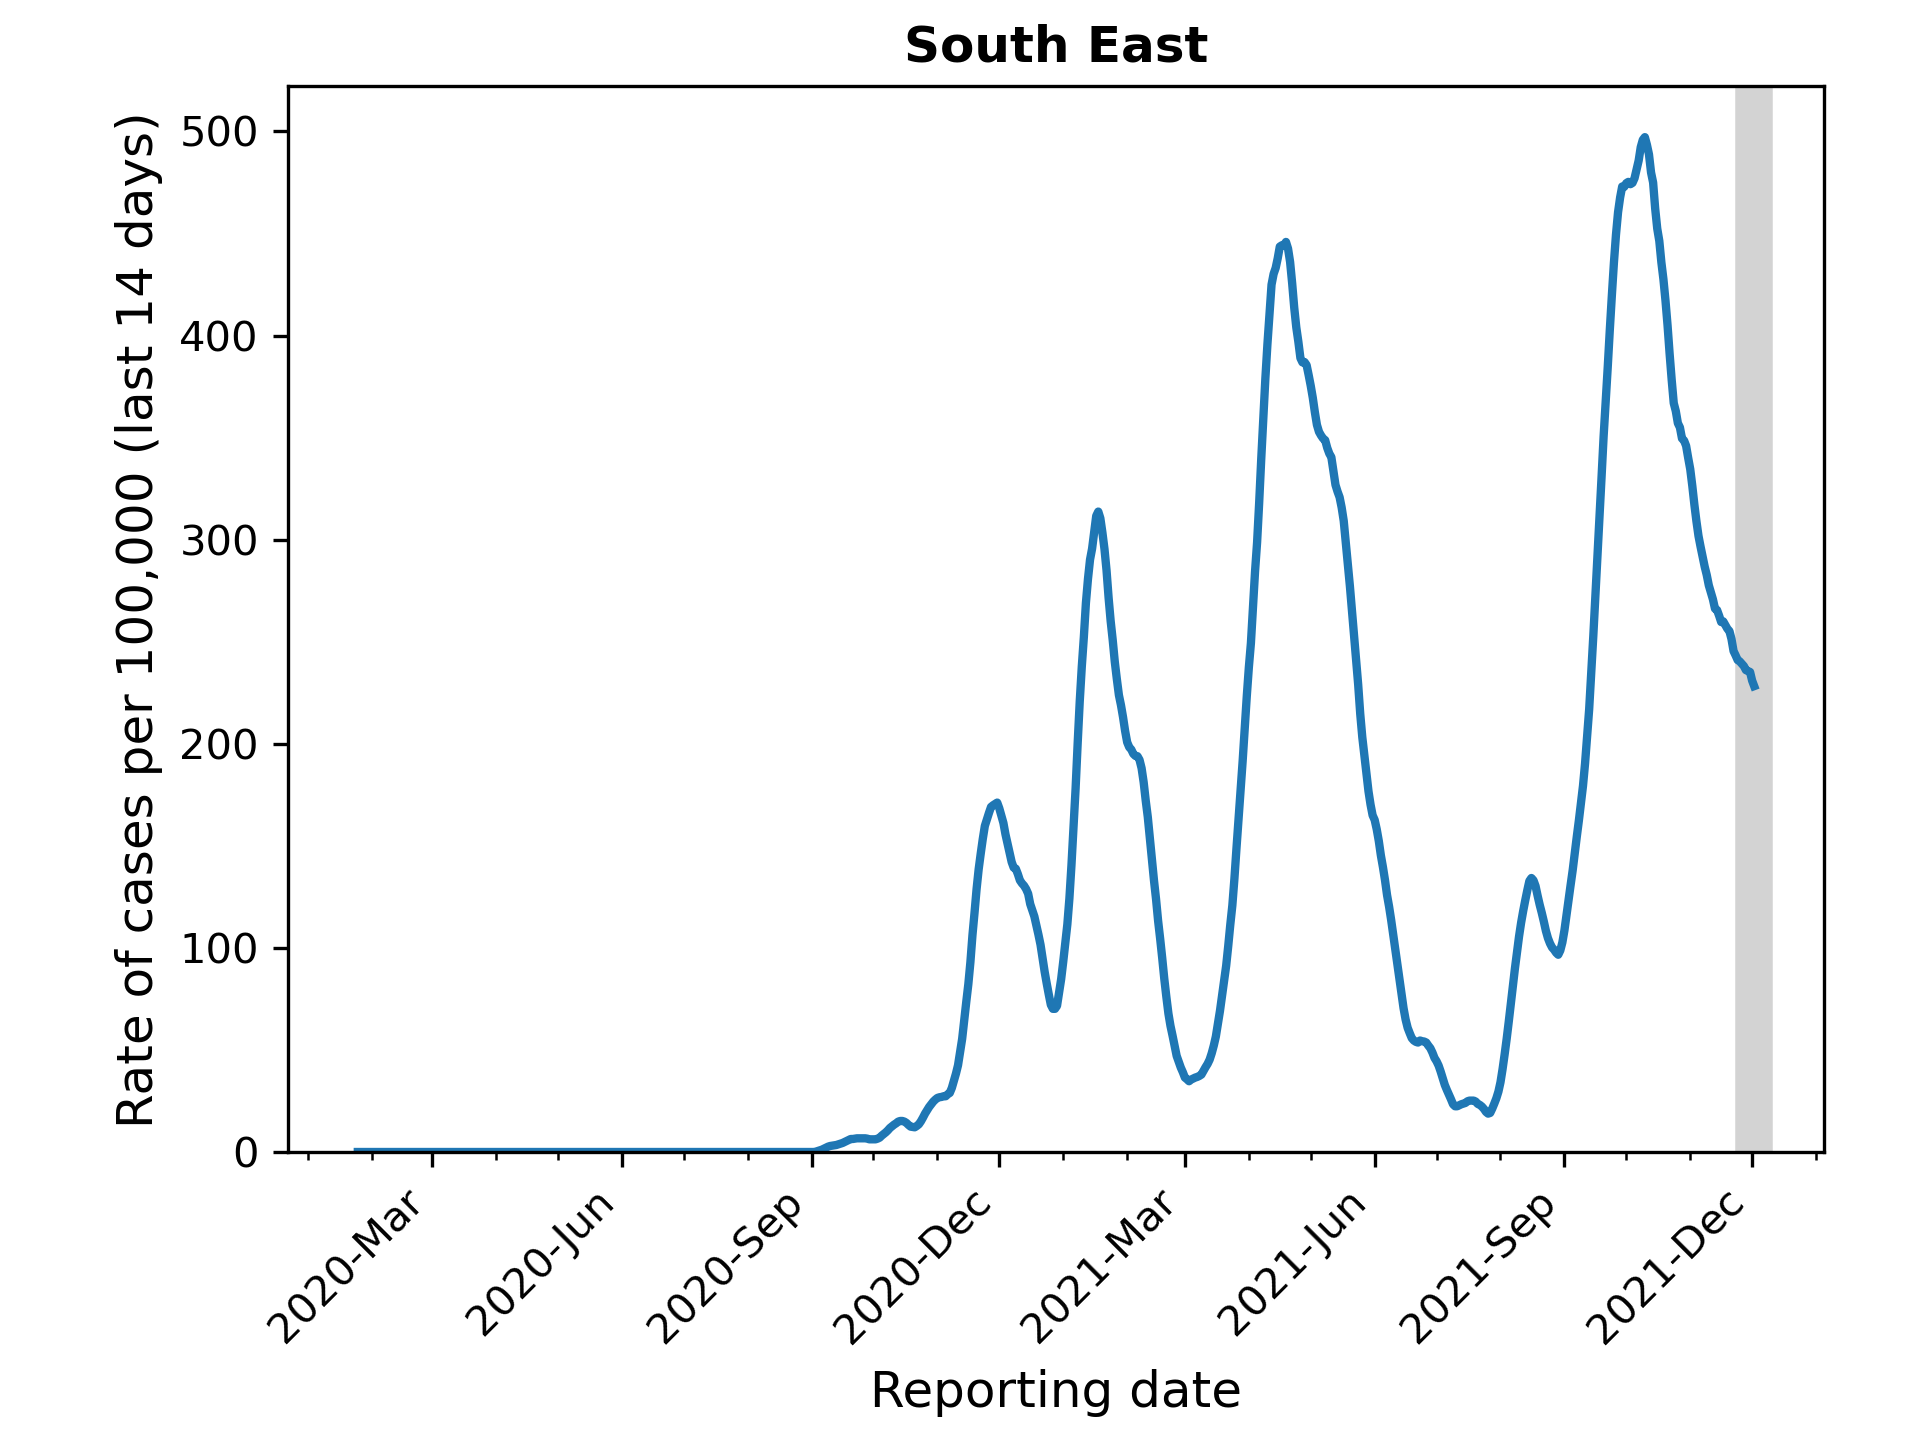 South East
Rate of cases per 100,000 (last 14 days)
500
400
300
200
100
0
2020-Mar
2020-Jun
2020-Sep
2020-Dec
2021-Mar
2021-Jun
2021-Sep
2021-Dec
Reporting date